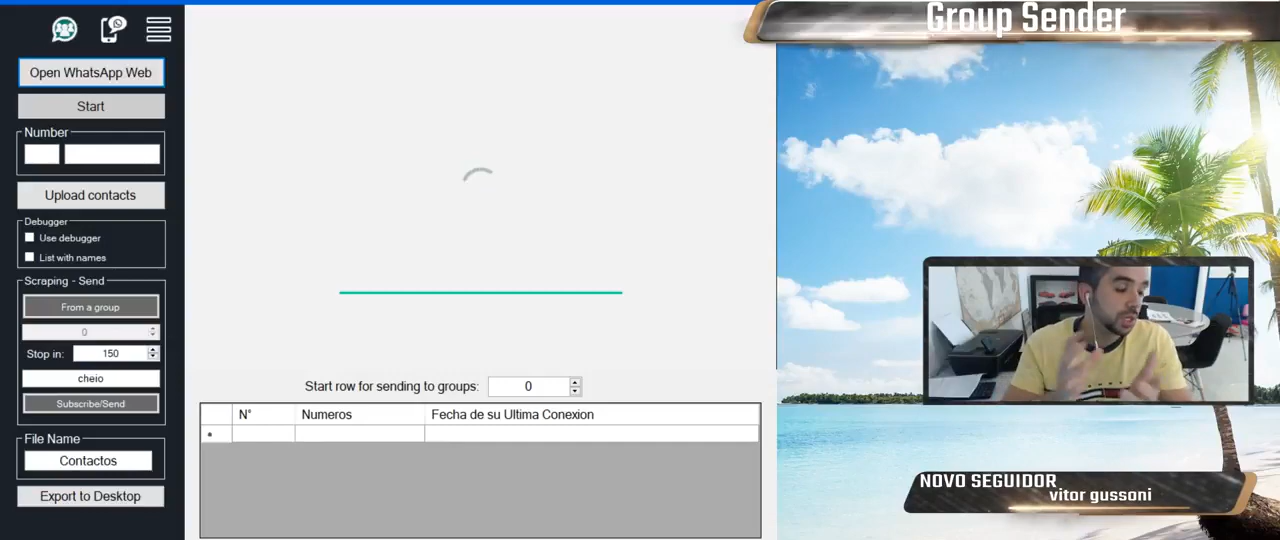 Group Sender
Open WhatsApp Web
Start
Number
Upload contacts
Debugger
Use debugger
List with names
Scraping - Send
From a group
0
Stop in: 150
cheio
Subscribe/Send
File Name
Contactos
Export to Desktop
Start row for sending to groups: 0
N° Numeros Fecha de su Ultima Conexion
NOVO SEGUIDOR
vitor gussoni